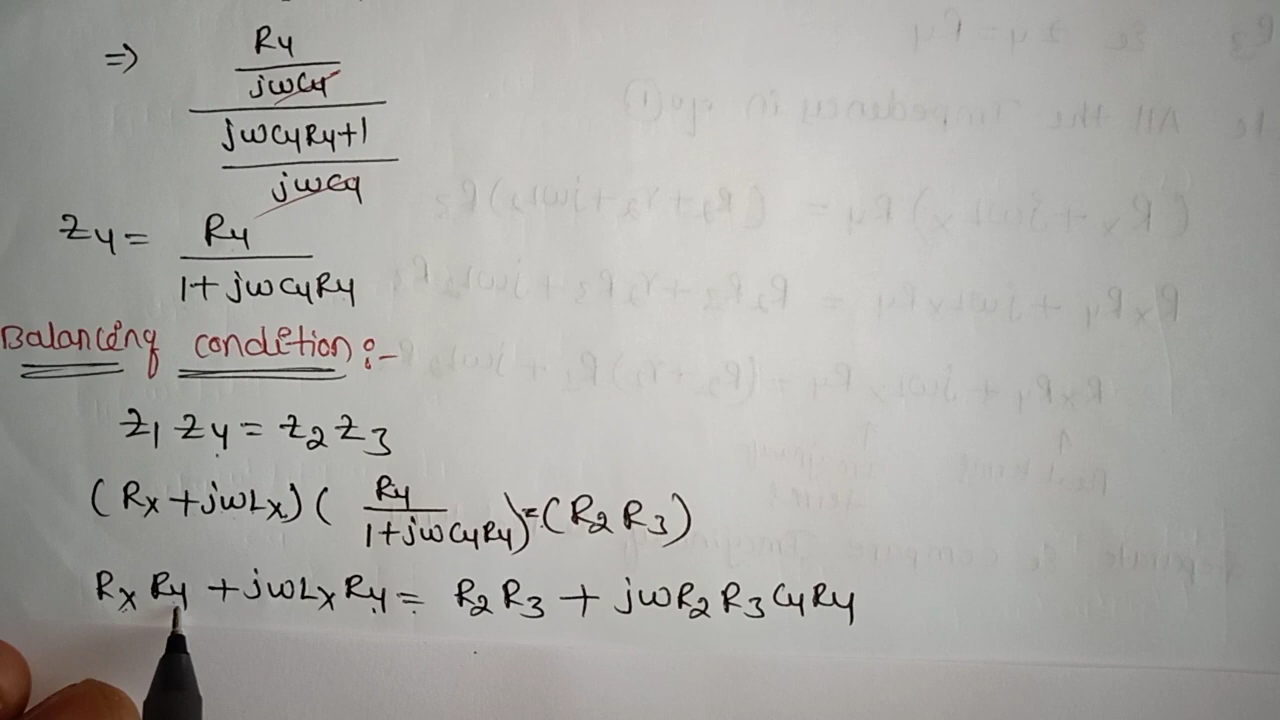 => R4
jωC4
jωC4R4+1
jωC4
Z4 = R4
1+jωC4R4
Balancing condition:-
Z1 Z4 = Z2 Z3
(Rx + jωLx) ( R4 / 1+jωC4R4 ) = (R2 R3)
Rx R4 + jωLx R4 = R2 R3 + jωR2 R3 C4 R4